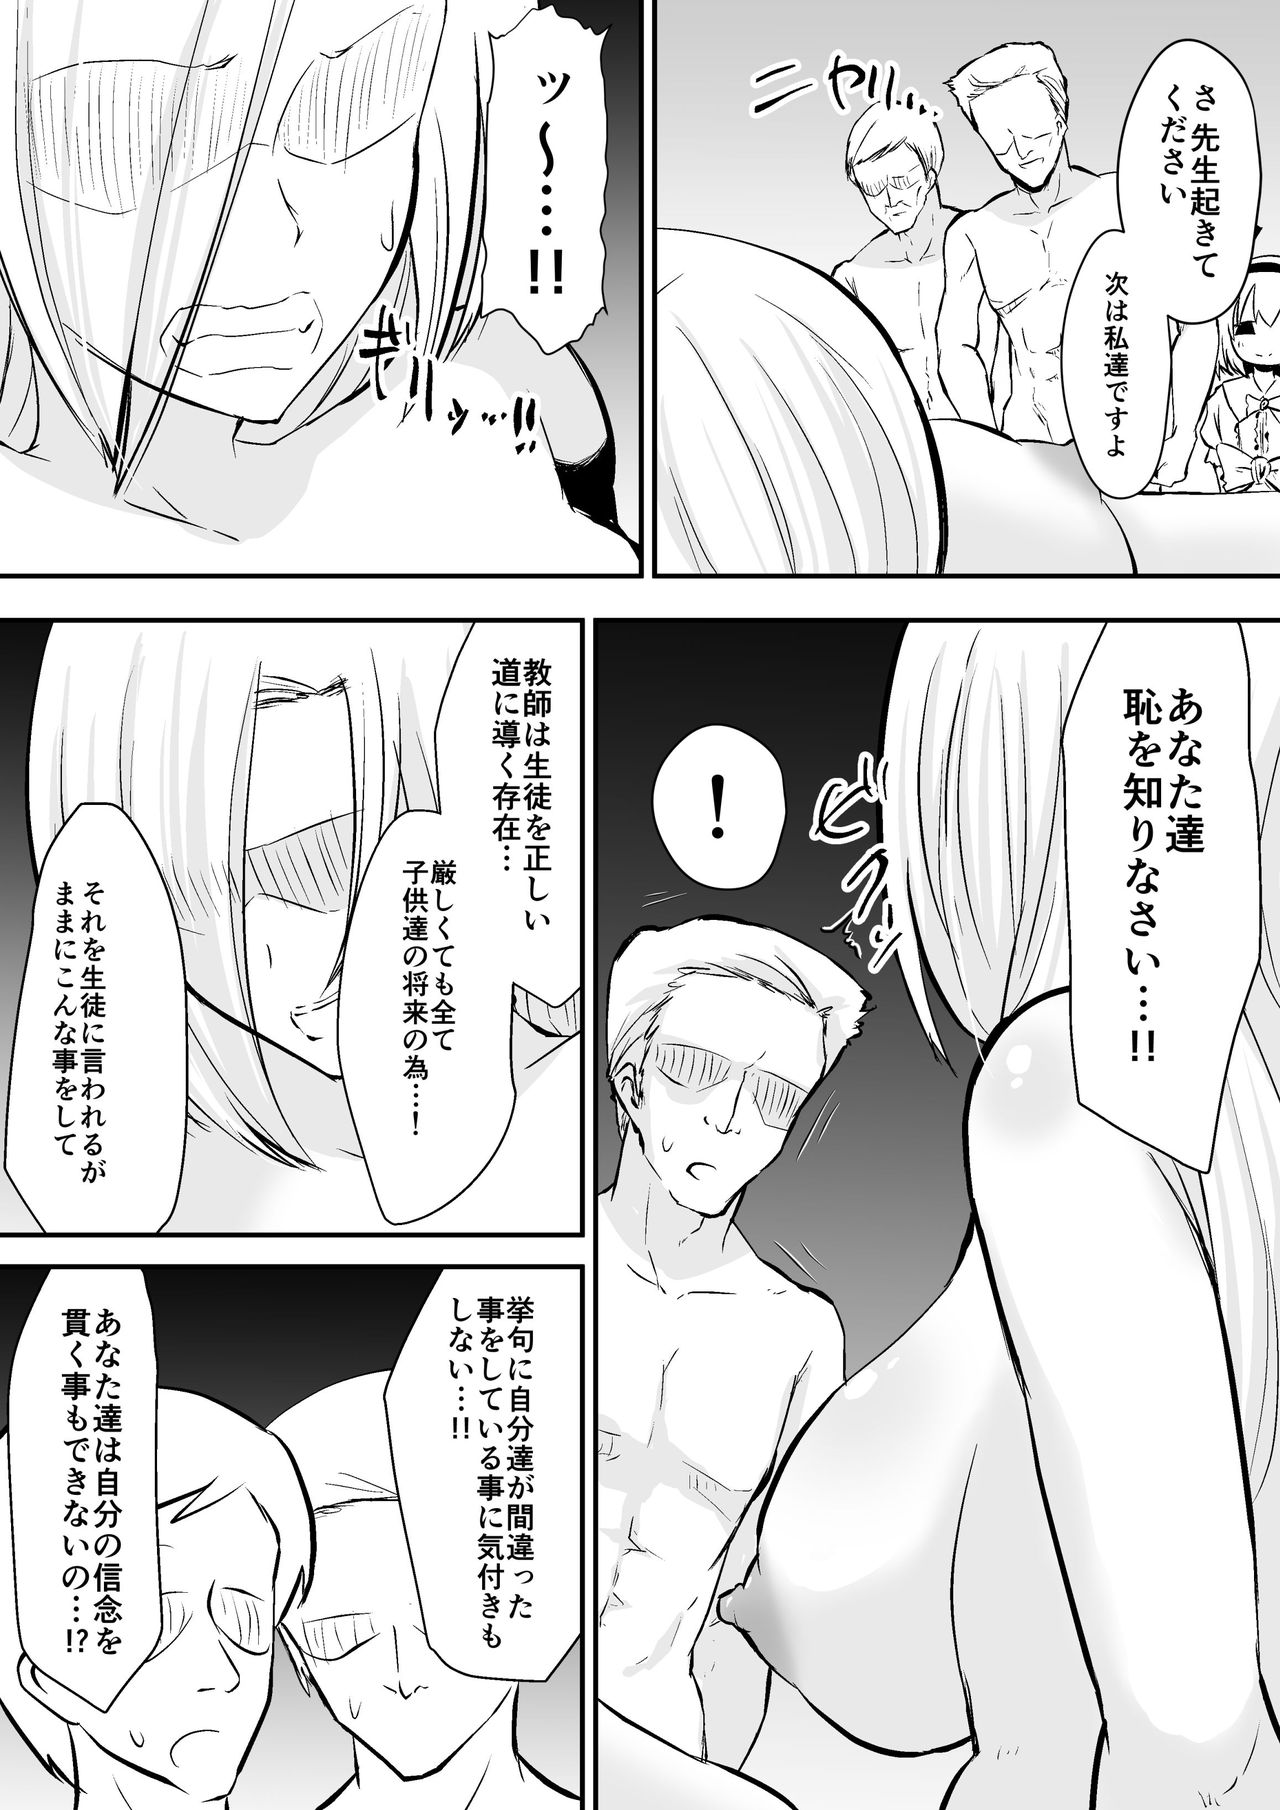 さ 先生起きて
ください
次は私達ですよ
ニヤリ…
ッ～……!!
ギリッ…!!
あなた達
恥を知りなさい…!!
！
ビクッ
教師は生徒を正しい
道に導く存在…
厳しくても全て
子供達の将来の為…！
それを生徒に言われるが
ままにこんな事をして
挙句に自分達が間違った
事をしている事に気付きも
しない…!!
あなた達は自分の信念を
貫く事もできないの…!?